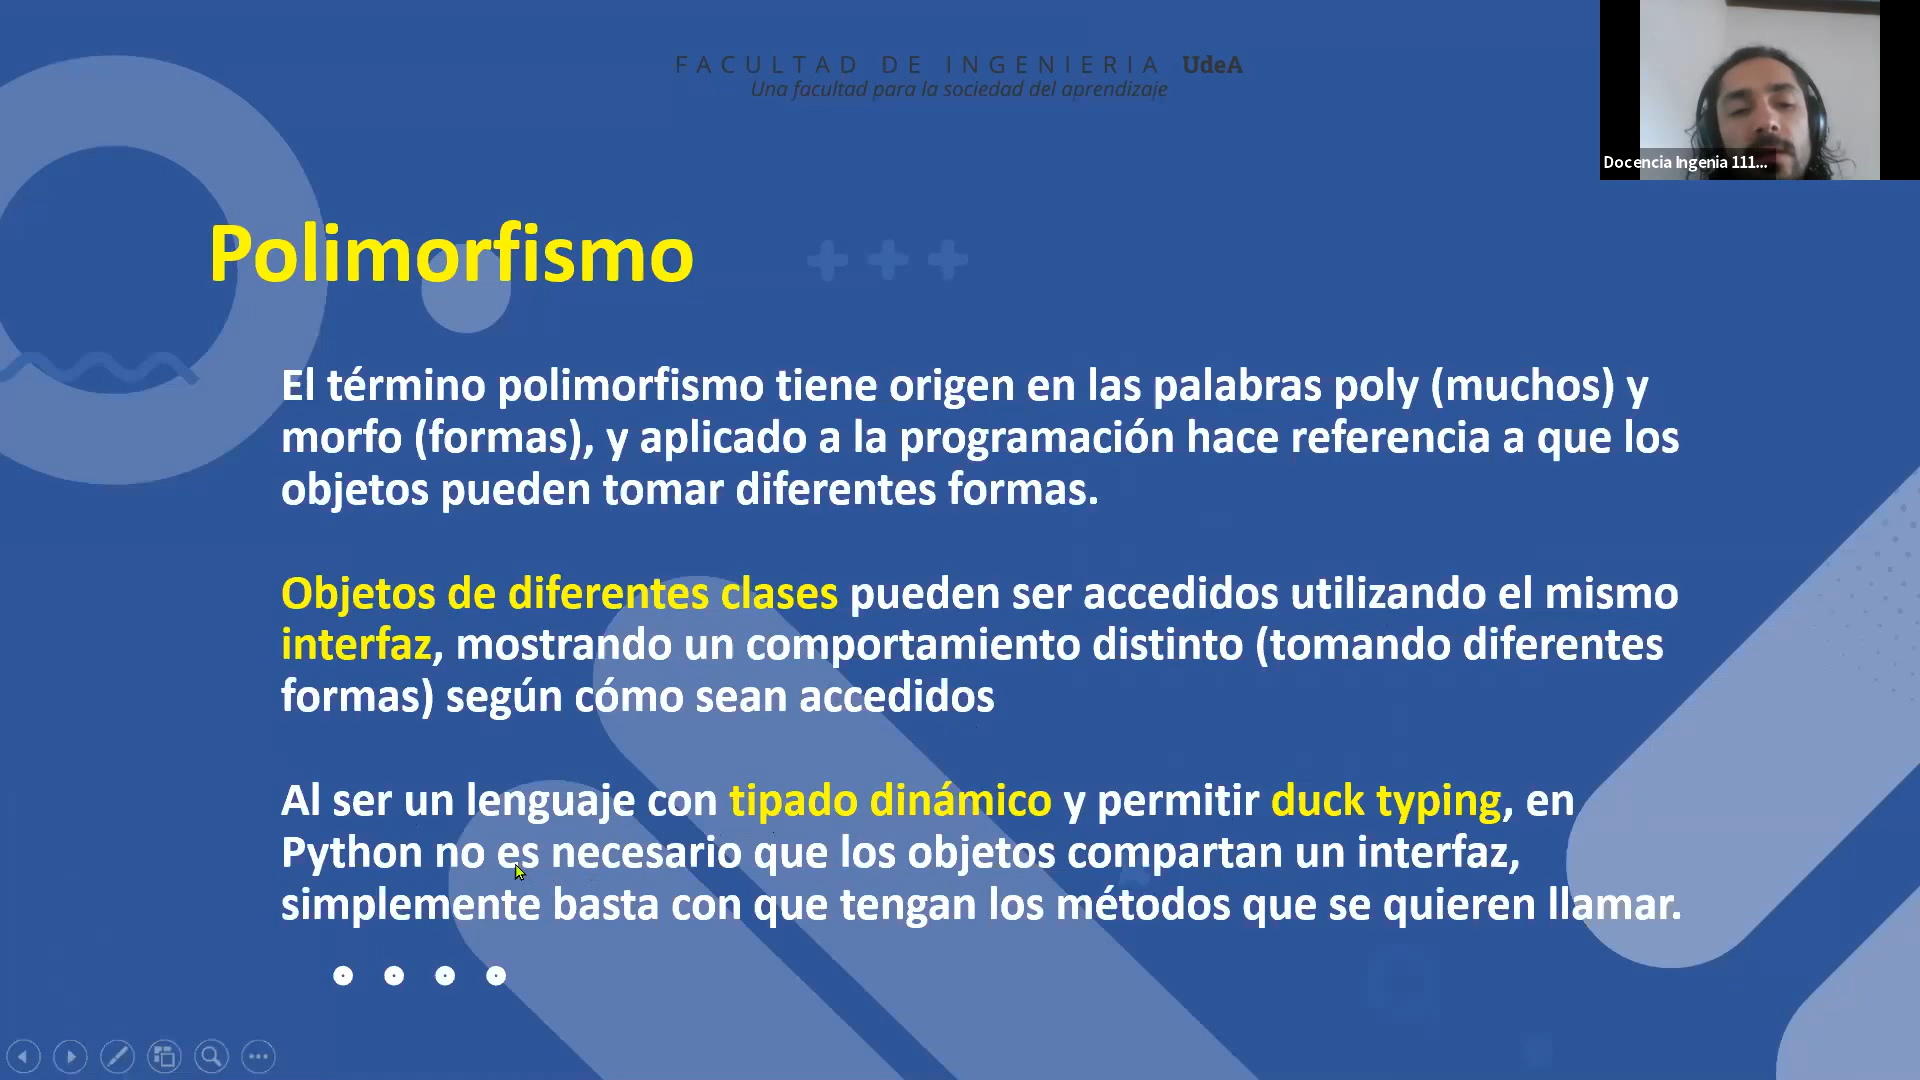 FACULTAD DE INGENIERIA UdeA
Una facultad para la sociedad del aprendizaje
Docencia Ingenia 111...
Polimorfismo
El término polimorfismo tiene origen en las palabras poly (muchos) y
morfo (formas), y aplicado a la programación hace referencia a que los
objetos pueden tomar diferentes formas.
Objetos de diferentes clases pueden ser accedidos utilizando el mismo
interfaz, mostrando un comportamiento distinto (tomando diferentes
formas) según cómo sean accedidos
Al ser un lenguaje con tipado dinámico y permitir duck typing, en
Python no es necesario que los objetos compartan un interfaz,
simplemente basta con que tengan los métodos que se quieren llamar.